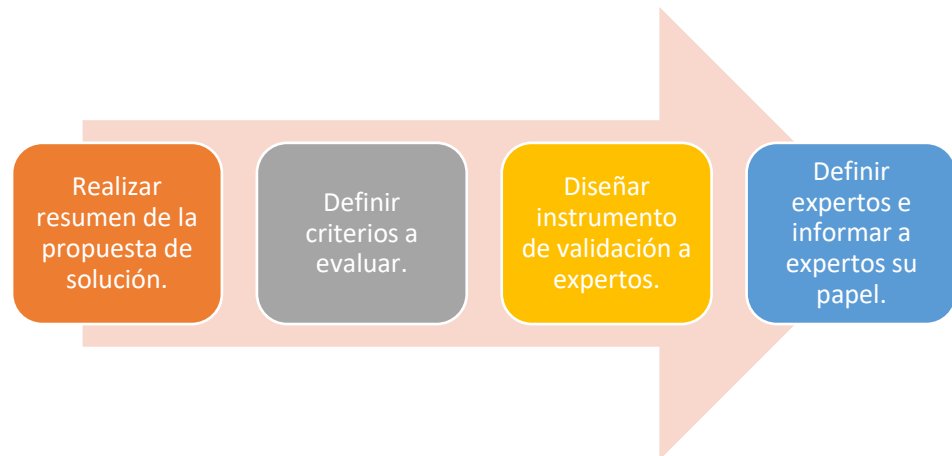 Realizar
resumen de la
propuesta de
solución.
Definir
criterios a
evaluar.
Diseñar
instrumento
de validación a
expertos.
Definir
expertos e
informar a
expertos su
papel.